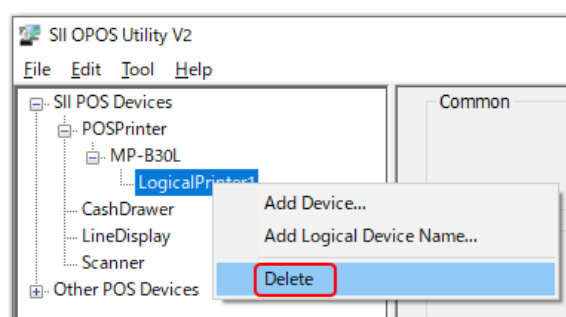 SII OPOS Utility V2
File Edit Tool Help
SII POS Devices
POSPrinter
MP-B30L
LogicalPrinter1
CashDrawer
LineDisplay
Scanner
Other POS Devices
Common
Add Device...
Add Logical Device Name...
Delete